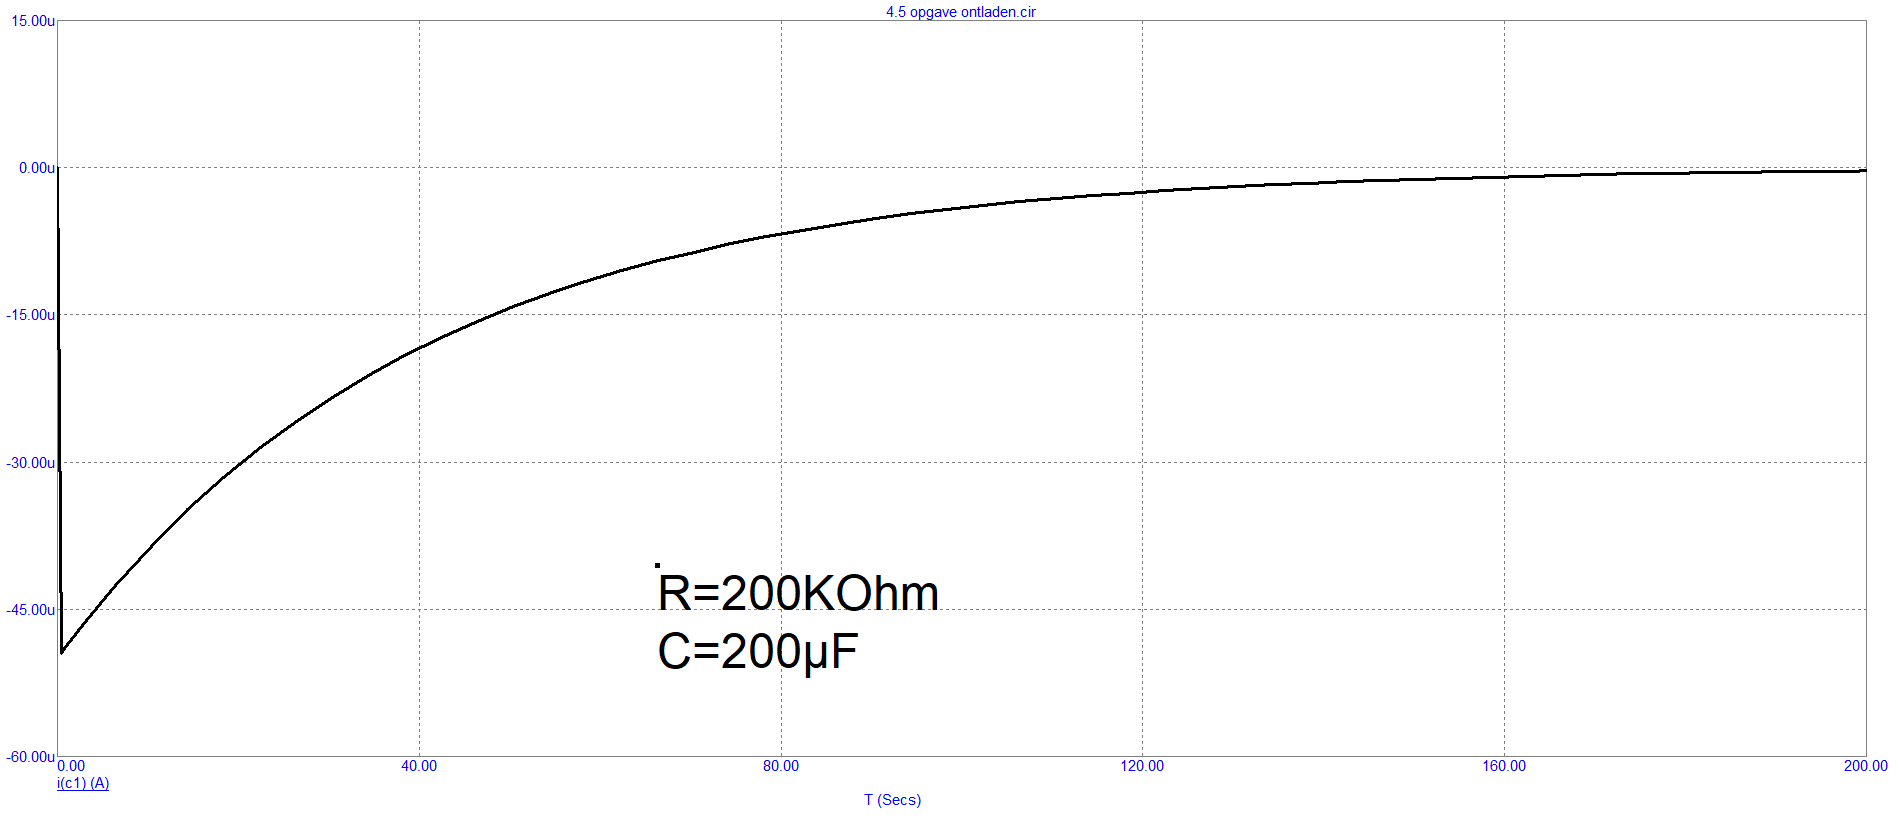 4.5 opgave ontladen.cir
15.00u
0.00u
-15.00u
-30.00u
-45.00u
-60.00u
R=200KOhm
C=200µF
0.00 40.00 80.00 120.00 160.00 200.00
i(c1) (A)
T (Secs)